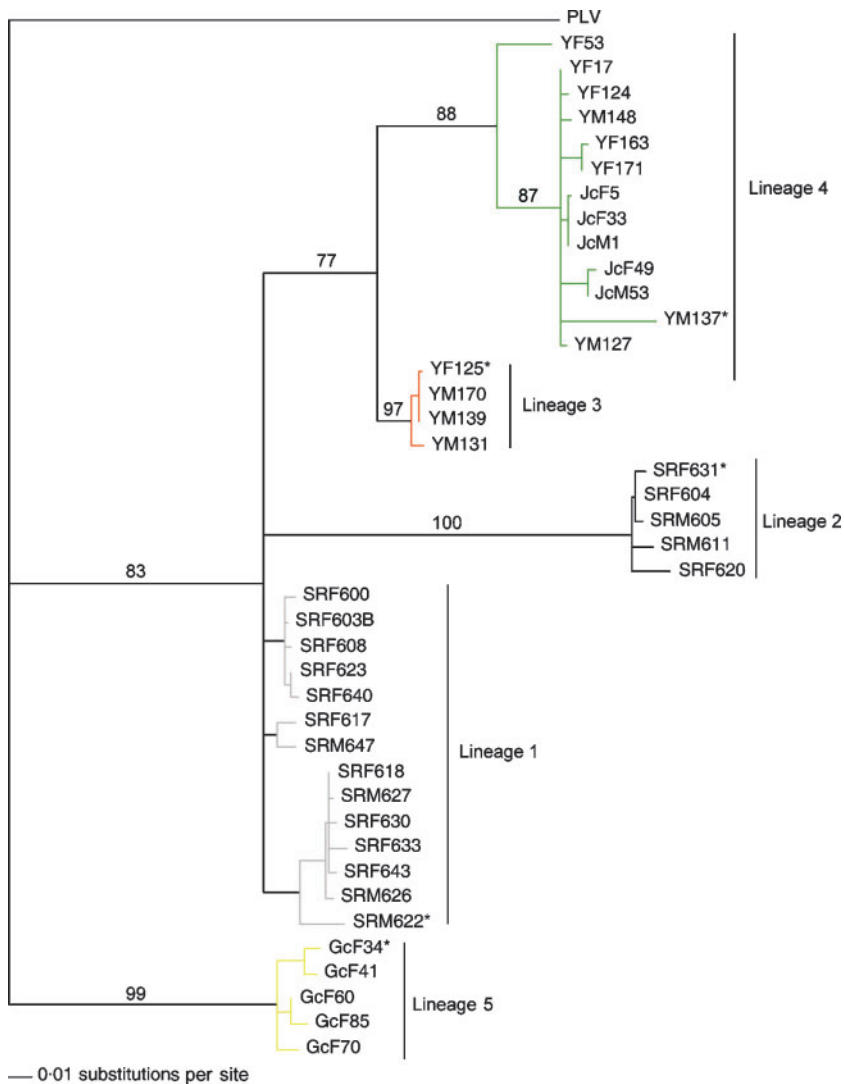 PLV
YF53
YF17
YF124
88
YM148
YF163
YF171
Lineage 4
87
JcF5
JcF33
JcM1
77
JcF49
JcM53
YM137*
YM127
YF125*
YM170
Lineage 3
97
YM139
YM131
SRF631*
SRF604
100
SRM605
Lineage 2
SRM611
SRF620
83
SRF600
SRF603B
SRF608
SRF623
SRF640
SRF617
SRM647
Lineage 1
SRF618
SRM627
SRF630
SRF633
SRF643
SRM626
SRM622*
GcF34*
GcF41
99
GcF60
Lineage 5
GcF85
GcF70
0·01 substitutions per site